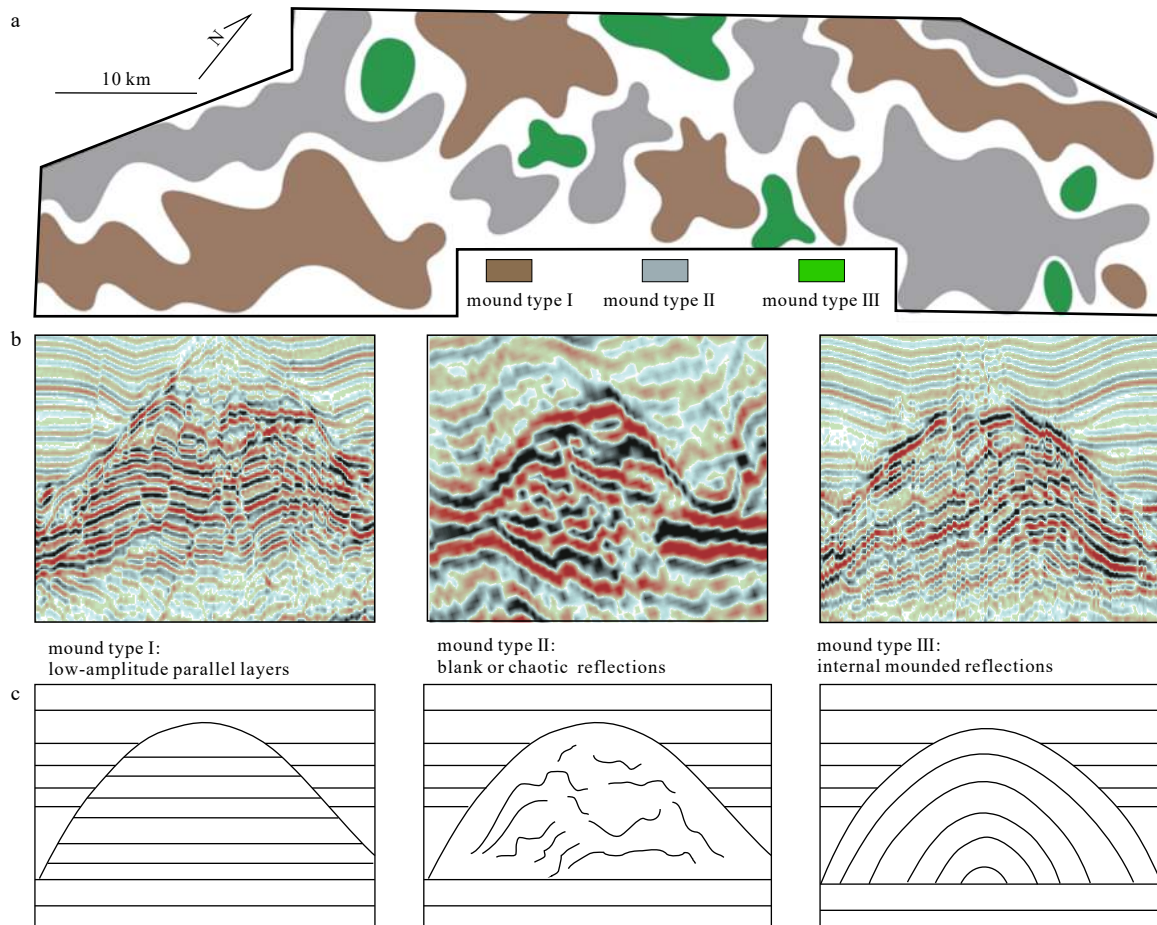 a
N
10 km
mound type I
mound type II
mound type III
b
mound type I:
low-amplitude parallel layers
mound type II:
blank or chaotic reflections
mound type III:
internal mounded reflections
c